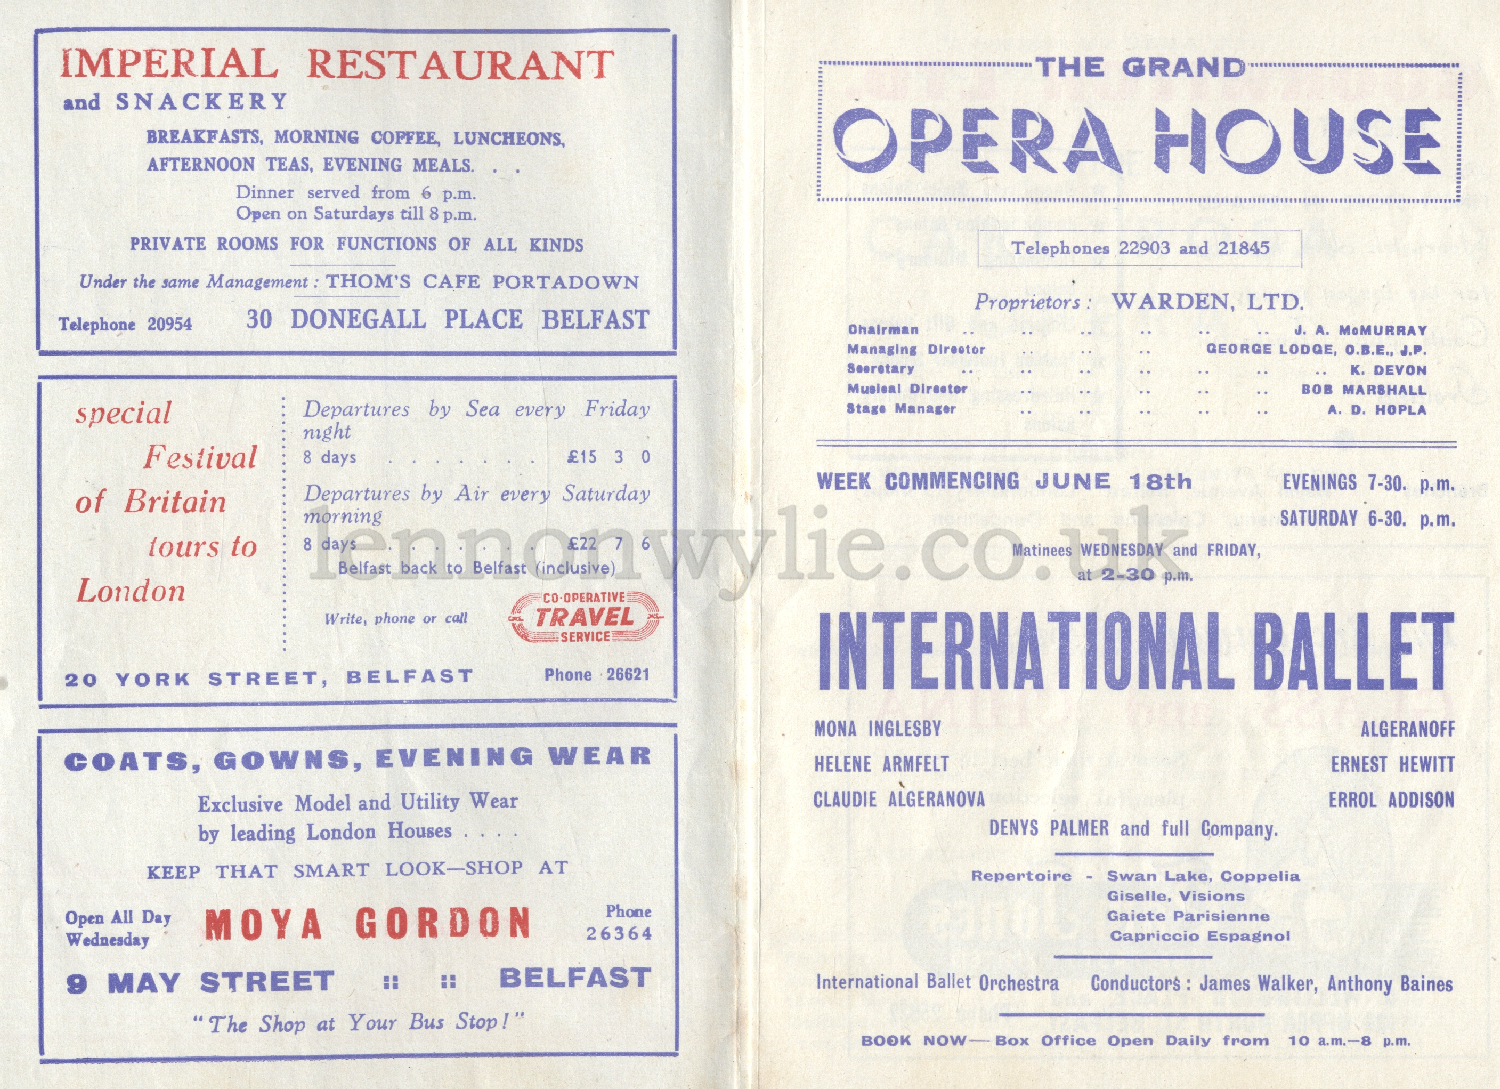 IMPERIAL RESTAURANT
and SNACKERY
BREAKFASTS, MORNING COFFEE, LUNCHEONS,
AFTERNOON TEAS, EVENING MEALS. . .
Dinner served from 6 p.m.
Open on Saturdays till 8 p.m.
PRIVATE ROOMS FOR FUNCTIONS OF ALL KINDS
Under the same Management : THOM'S CAFE PORTADOWN
Telephone 20954 30 DONEGALL PLACE BELFAST
special
Festival
of Britain
tours to
London
Departures by Sea every Friday
night
8 days . . . . . . . £15 3 0
Departures by Air every Saturday
morning
8 days . . . . . . . £22 7 6
Belfast back to Belfast (inclusive)
Write, phone or call
CO-OPERATIVE
TRAVEL
SERVICE
20 YORK STREET, BELFAST Phone 26621
COATS, GOWNS, EVENING WEAR
Exclusive Model and Utility Wear
by leading London Houses . . . .
KEEP THAT SMART LOOK—SHOP AT
Open All Day
Wednesday
MOYA GORDON
Phone
26364
9 MAY STREET :: :: BELFAST
"The Shop at Your Bus Stop!"
THE GRAND
OPERA HOUSE
Telephones 22903 and 21845
Proprietors : WARDEN, LTD.
Chairman .. .. .. .. .. .. J. A. McMURRAY
Managing Director .. .. .. GEORGE LODGE, O.B.E., J.P.
Secretary .. .. .. .. .. .. .. K. DEVON
Musical Director .. .. .. .. .. BOB MARSHALL
Stage Manager .. .. .. .. .. A. D. HOPLA
WEEK COMMENCING JUNE 18th EVENINGS 7-30. p.m.
SATURDAY 6-30. p.m.
Matinees WEDNESDAY and FRIDAY,
at 2-30 p.m.
INTERNATIONAL BALLET
MONA INGLESBY ALGERANOFF
HELENE ARMFELT ERNEST HEWITT
CLAUDIE ALGERANOVA ERROL ADDISON
DENYS PALMER and full Company.
Repertoire - Swan Lake, Coppelia
Giselle, Visions
Gaiete Parisienne
Capriccio Espagnol
International Ballet Orchestra Conductors : James Walker, Anthony Baines
BOOK NOW—Box Office Open Daily from 10 a.m.—8 p.m.
lennonwylie.co.uk